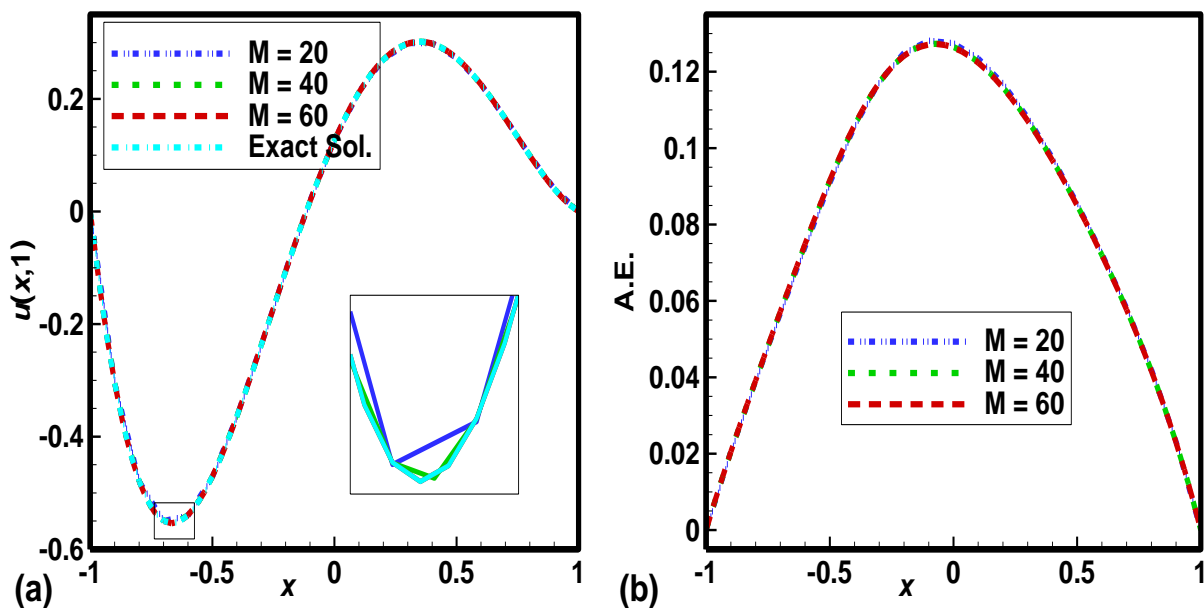 M = 20
M = 40
M = 60
Exact Sol.
0.2
0
-0.2
-0.4
-0.6
u(x,1)
-1
-0.5
0
0.5
1
x
(a)
0.12
0.1
0.08
0.06
0.04
0.02
0
A.E.
M = 20
M = 40
M = 60
-1
-0.5
0
0.5
1
x
(b)